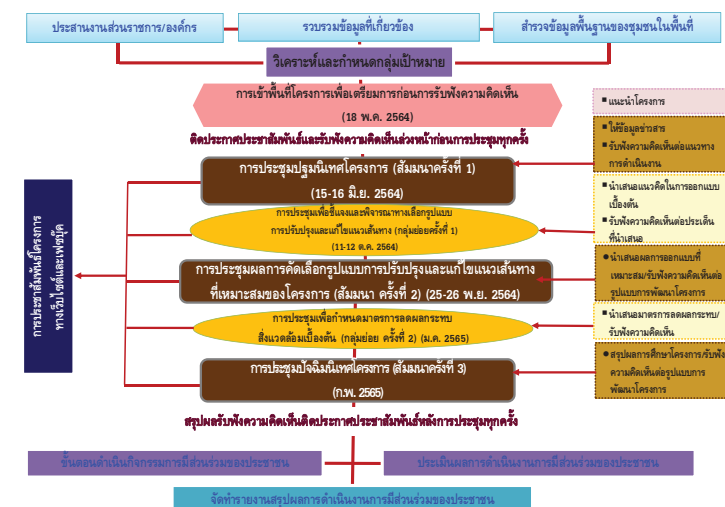 ประสานงานส่วนราชการ/องค์กร
รวบรวมข้อมูลที่เกี่ยวข้อง
สำรวจข้อมูลพื้นฐานของชุมชนในพื้นที่
วิเคราะห์และกำหนดกลุ่มเป้าหมาย
การเข้าพื้นที่โครงการเพื่อเตรียมการก่อนการรับฟังความคิดเห็น
(18 พ.ค. 2564)
ติดประกาศประชาสัมพันธ์และรับฟังความคิดเห็นล่วงหน้าก่อนการประชุมทุกครั้ง
การประชุมปฐมนิเทศโครงการ (สัมมนาครั้งที่ 1)
(15-16 มิ.ย. 2564)
การประชุมเพื่อชี้แจงและพิจารณาทางเลือกรูปแบบ
การปรับปรุงและแก้ไขแนวเส้นทาง (กลุ่มย่อยครั้งที่ 1)
(11-12 ต.ค. 2564)
การประชุมผลการคัดเลือกรูปแบบการปรับปรุงและแก้ไขแนวเส้นทาง
ที่เหมาะสมของโครงการ (สัมมนา ครั้งที่ 2) (25-26 พ.ย. 2564)
การประชุมเพื่อกำหนดมาตรการลดผลกระทบ
สิ่งแวดล้อมเบื้องต้น (กลุ่มย่อย ครั้งที่ 2) (ม.ค. 2565)
การประชุมปัจฉิมนิเทศโครงการ (สัมมนาครั้งที่ 3)
(ก.พ. 2565)
สรุปผลรับฟังความคิดเห็นติดประกาศประชาสัมพันธ์หลังการประชุมทุกครั้ง
การประชาสัมพันธ์โครงการ
ทางเว็บไซต์และเฟซบุ๊ค
▪ แนะนำโครงการ
▪ ให้ข้อมูลข่าวสาร
▪ รับฟังความคิดเห็นต่อแนวทาง
การดำเนินงาน
▪ นำเสนอแนวคิดในการออกแบบ
เบื้องต้น
▪ รับฟังความคิดเห็นต่อประเด็น
ที่นำเสนอ
● นำเสนอผลการออกแบบที่
เหมาะสม/รับฟังความคิดเห็นต่อ
รูปแบบการพัฒนาโครงการ
▪ นำเสนอมาตรการลดผลกระทบ/
รับฟังความคิดเห็น
● สรุปผลการศึกษาโครงการ/รับฟัง
ความคิดเห็นต่อรูปแบบการ
พัฒนาโครงการ
ขั้นตอนดำเนินกิจกรรมการมีส่วนร่วมของประชาชน
ประเมินผลการดำเนินงานการมีส่วนร่วมของประชาชน
จัดทำรายงานสรุปผลการดำเนินงานการมีส่วนร่วมของประชาชน